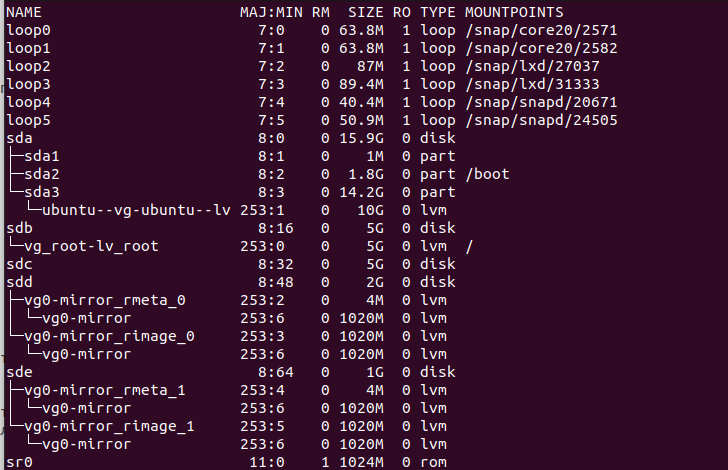 NAME MAJ:MIN RM SIZE RO TYPE MOUNTPOINTS
loop0 7:0 0 63.8M 1 loop /snap/core20/2571
loop1 7:1 0 63.8M 1 loop /snap/core20/2582
loop2 7:2 0 87M 1 loop /snap/lxd/27037
loop3 7:3 0 89.4M 1 loop /snap/lxd/31333
loop4 7:4 0 40.4M 1 loop /snap/snapd/20671
loop5 7:5 0 50.9M 1 loop /snap/snapd/24505
sda 8:0 0 15.9G 0 disk
├─sda1 8:1 0 1M 0 part
├─sda2 8:2 0 1.8G 0 part /boot
└─sda3 8:3 0 14.2G 0 part
  └─ubuntu--vg-ubuntu--lv 253:1 0 10G 0 lvm
sdb 8:16 0 5G 0 disk
└─vg_root-lv_root 253:0 0 5G 0 lvm /
sdc 8:32 0 5G 0 disk
sdd 8:48 0 2G 0 disk
├─vg0-mirror_rmeta_0 253:2 0 4M 0 lvm
│ └─vg0-mirror 253:6 0 1020M 0 lvm
└─vg0-mirror_rimage_0 253:3 0 1020M 0 lvm
  └─vg0-mirror 253:6 0 1020M 0 lvm
sde 8:64 0 1G 0 disk
├─vg0-mirror_rmeta_1 253:4 0 4M 0 lvm
│ └─vg0-mirror 253:6 0 1020M 0 lvm
└─vg0-mirror_rimage_1 253:5 0 1020M 0 lvm
  └─vg0-mirror 253:6 0 1020M 0 lvm
sr0 11:0 1 1024M 0 rom